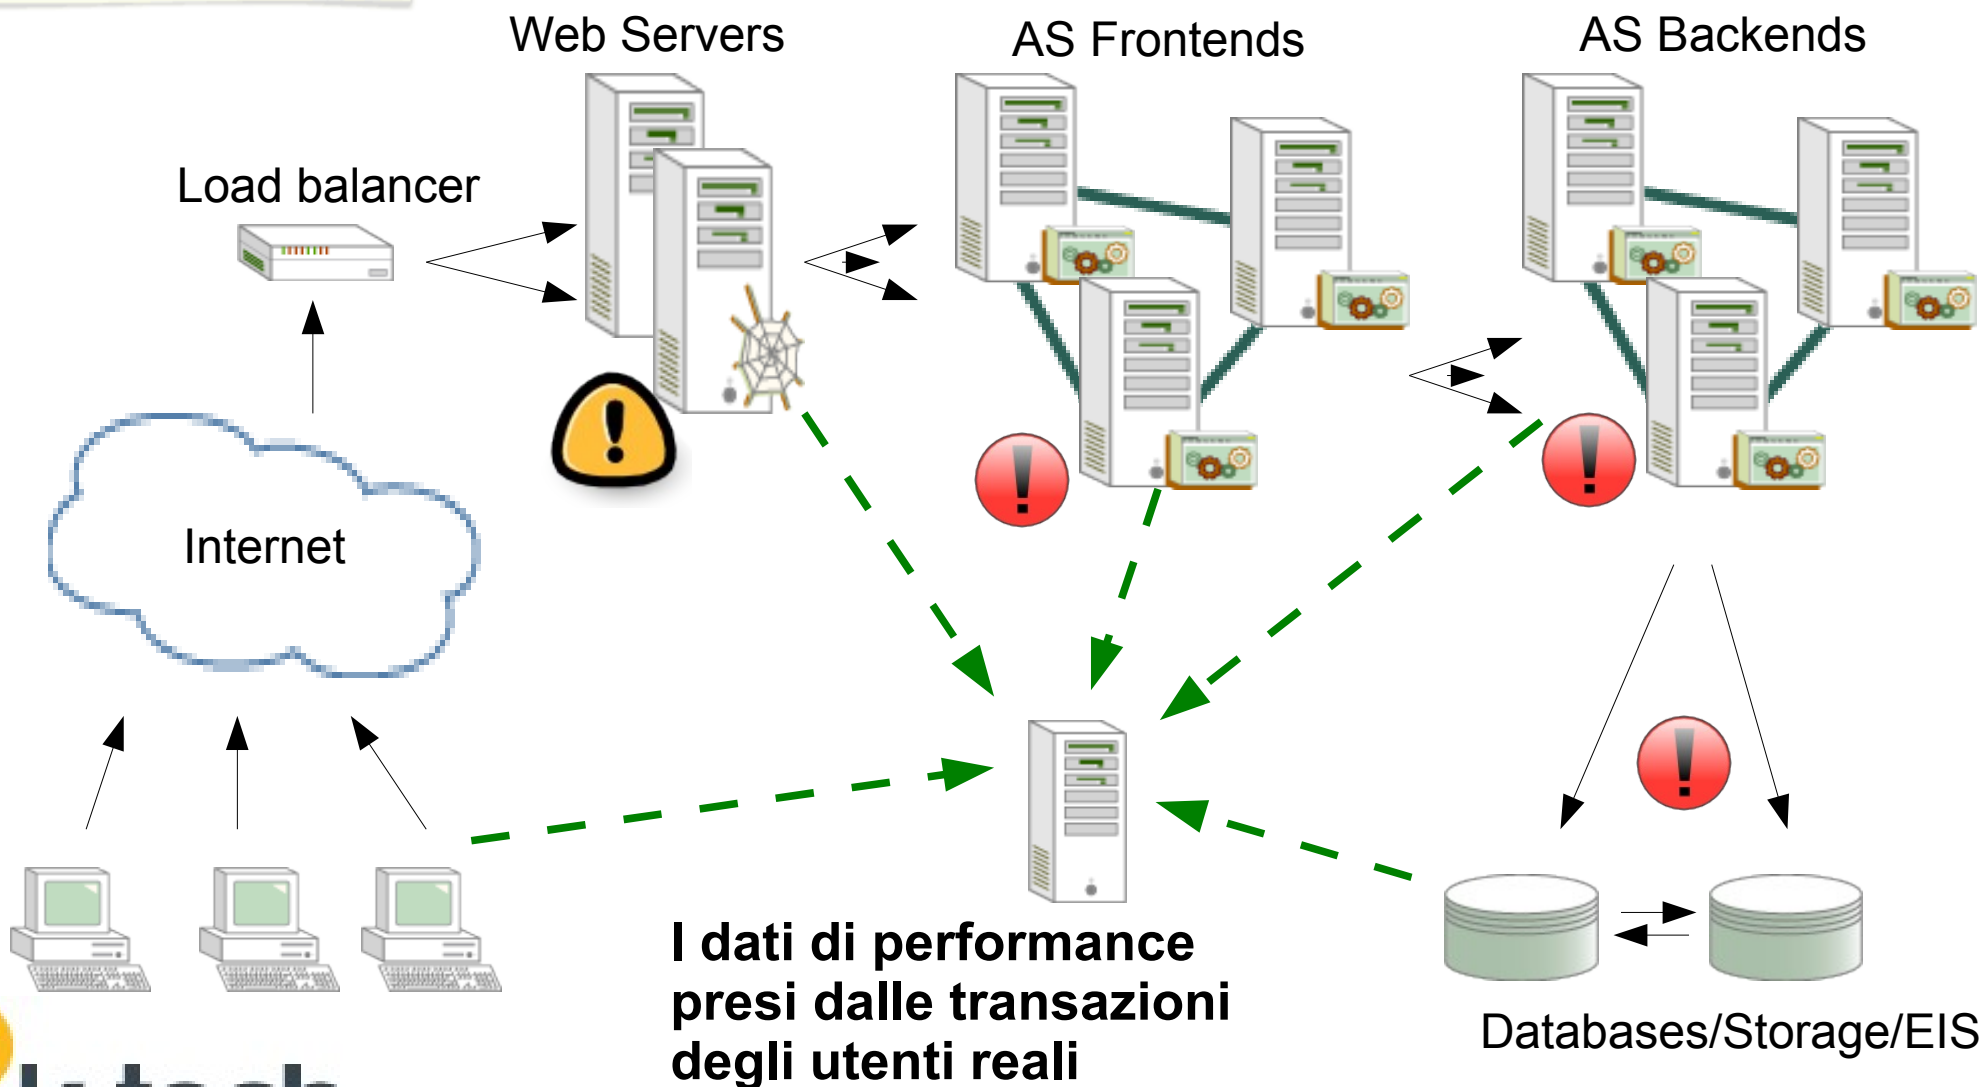 Web Servers
AS Frontends
AS Backends
Load balancer
Internet
I dati di performance
presi dalle transazioni
degli utenti reali
Databases/Storage/EIS